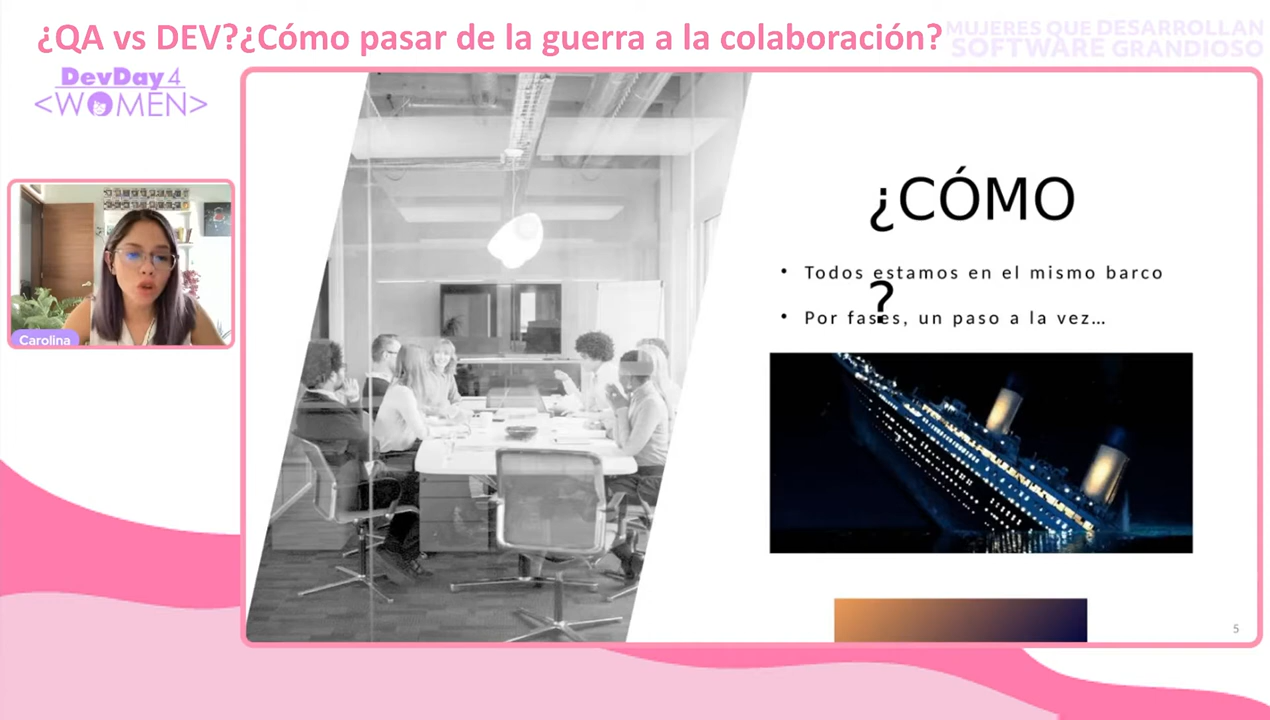 ¿QA vs DEV?¿Cómo pasar de la guerra a la colaboración?
MUJERES QUE DESARROLLAN
SOFTWARE GRANDIOSO
DevDay4
<WOMEN>
Carolina
¿CÓMO
?
• Todos estamos en el mismo barco
• Por fases, un paso a la vez…
5